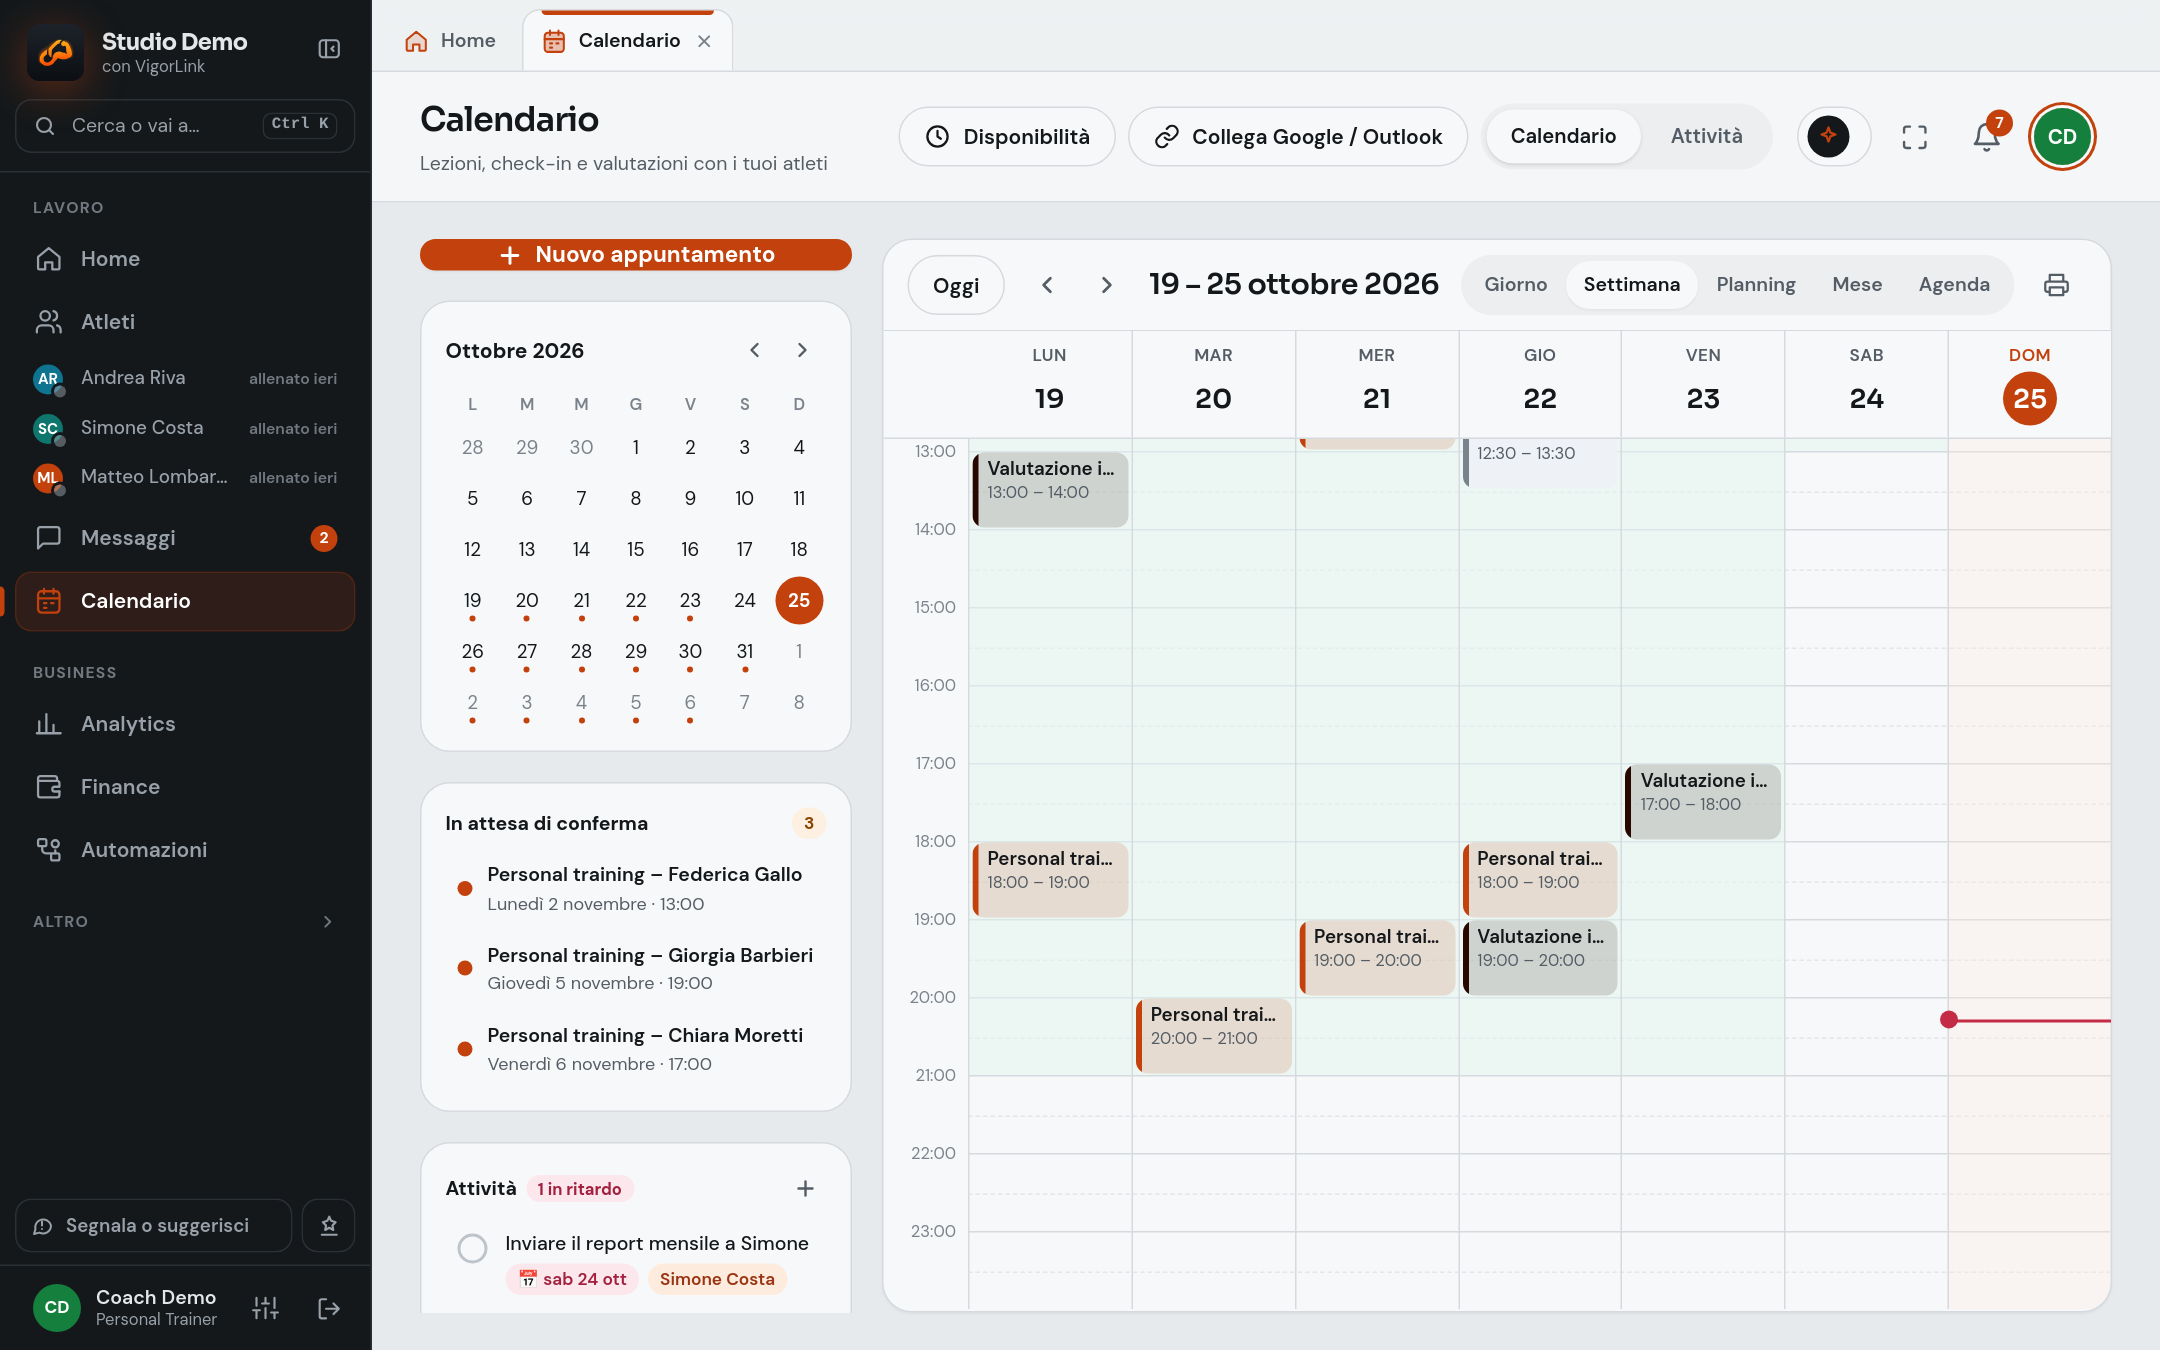 Studio Demo
con VigorLink
Cerca o vai a...
Ctrl K
LAVORO
Home
Atleti
AR Andrea Riva allenato ieri
SC Simone Costa allenato ieri
ML Matteo Lombar... allenato ieri
Messaggi 2
Calendario
BUSINESS
Analytics
Finance
Automazioni
ALTRO
Segnala o suggerisci
CD Coach Demo
Personal Trainer
Home
Calendario
Calendario
Lezioni, check-in e valutazioni con i tuoi atleti
Disponibilità
Collega Google / Outlook
Calendario Attività
7
CD
Nuovo appuntamento
Ottobre 2026
L M M G V S D
28 29 30 1 2 3 4
5 6 7 8 9 10 11
12 13 14 15 16 17 18
19 20 21 22 23 24 25
26 27 28 29 30 31 1
2 3 4 5 6 7 8
In attesa di conferma 3
Personal training – Federica Gallo
Lunedì 2 novembre · 13:00
Personal training – Giorgia Barbieri
Giovedì 5 novembre · 19:00
Personal training – Chiara Moretti
Venerdì 6 novembre · 17:00
Attività 1 in ritardo
Inviare il report mensile a Simone
📅 sab 24 ott Simone Costa
Oggi
19 – 25 ottobre 2026
Giorno Settimana Planning Mese Agenda
LUN MAR MER GIO VEN SAB DOM
19 20 21 22 23 24 25
13:00
12:30 – 13:30
Valutazione i...
13:00 – 14:00
14:00
15:00
16:00
17:00
Valutazione i...
17:00 – 18:00
18:00
Personal trai...
18:00 – 19:00
Personal trai...
18:00 – 19:00
19:00
Personal trai...
19:00 – 20:00
Valutazione i...
19:00 – 20:00
20:00
Personal trai...
20:00 – 21:00
21:00
22:00
23:00